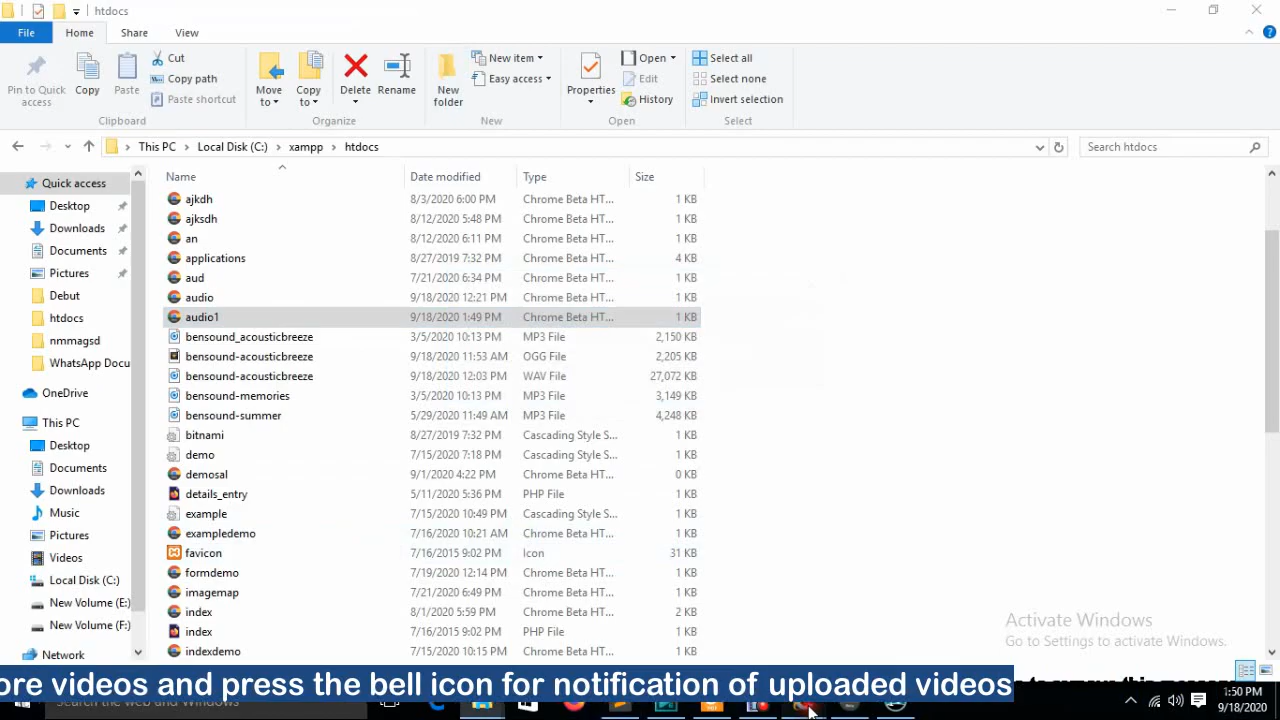 htdocs
File Home Share View
Pin to Quick access
Copy
Paste
Cut
Copy path
Paste shortcut
Clipboard
Move to
Copy to
Delete
Rename
Organize
New folder
New item
Easy access
New
Properties
Open
Edit
History
Open
Select all
Select none
Invert selection
Select
This PC Local Disk (C:) xampp htdocs
Search htdocs
Quick access
Desktop
Downloads
Documents
Pictures
Debut
htdocs
nmmagsd
WhatsApp Docu
OneDrive
This PC
Desktop
Documents
Downloads
Music
Pictures
Videos
Local Disk (C:)
New Volume (E:)
New Volume (F:)
Network
Name Date modified Type Size
ajkdh 8/3/2020 6:00 PM Chrome Beta HT... 1 KB
ajksdh 8/12/2020 5:48 PM Chrome Beta HT... 1 KB
an 8/12/2020 6:11 PM Chrome Beta HT... 1 KB
applications 8/27/2019 7:32 PM Chrome Beta HT... 4 KB
aud 7/21/2020 6:34 PM Chrome Beta HT... 1 KB
audio 9/18/2020 12:21 PM Chrome Beta HT... 1 KB
audio1 9/18/2020 1:49 PM Chrome Beta HT... 1 KB
bensound_acousticbreeze 3/5/2020 10:13 PM MP3 File 2,150 KB
bensound-acousticbreeze 9/18/2020 11:53 AM OGG File 2,205 KB
bensound-acousticbreeze 9/18/2020 12:03 PM WAV File 27,072 KB
bensound-memories 3/5/2020 10:13 PM MP3 File 3,149 KB
bensound-summer 5/29/2020 11:49 AM MP3 File 4,248 KB
bitnami 8/27/2019 7:32 PM Cascading Style S... 1 KB
demo 7/15/2020 7:18 PM Cascading Style S... 1 KB
demosal 9/1/2020 4:22 PM Chrome Beta HT... 0 KB
details_entry 5/11/2020 5:36 PM PHP File 1 KB
example 7/15/2020 10:49 PM Cascading Style S... 1 KB
exampledemo 7/16/2020 10:21 AM Chrome Beta HT... 1 KB
favicon 7/16/2015 9:02 PM Icon 31 KB
formdemo 7/19/2020 12:14 PM Chrome Beta HT... 1 KB
imagemap 7/21/2020 6:49 PM Chrome Beta HT... 1 KB
index 8/1/2020 5:59 PM Chrome Beta HT... 2 KB
index 7/16/2015 9:02 PM PHP File 1 KB
indexdemo 7/15/2020 10:15 PM Chrome Beta HT... 1 KB
Activate Windows
Go to Settings to activate Windows.
ore videos and press the bell icon for notification of uploaded videos
Search the web and Windows
1:50 PM
9/18/2020